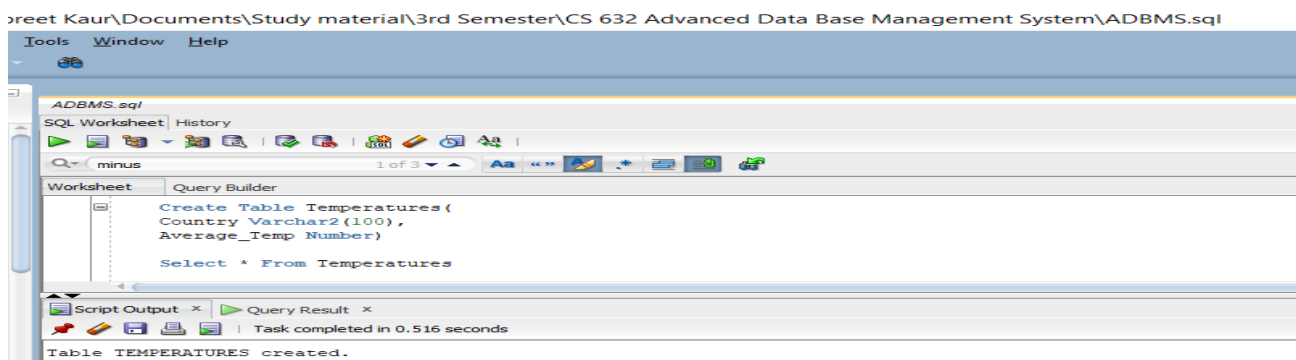 Kaur\Documents\Study material\3rd Semester\CS 632 Advanced Data Base Management System\ADBMS.sql
Tools Window Help
ADBMS.sql
SQL Worksheet History
minus 1 of 3 Aa “ ” .*
Worksheet Query Builder
Create Table Temperatures(
Country Varchar2(100),
Average_Temp Number)
Select * From Temperatures
Script Output × Query Result ×
Task completed in 0.516 seconds
Table TEMPERATURES created.